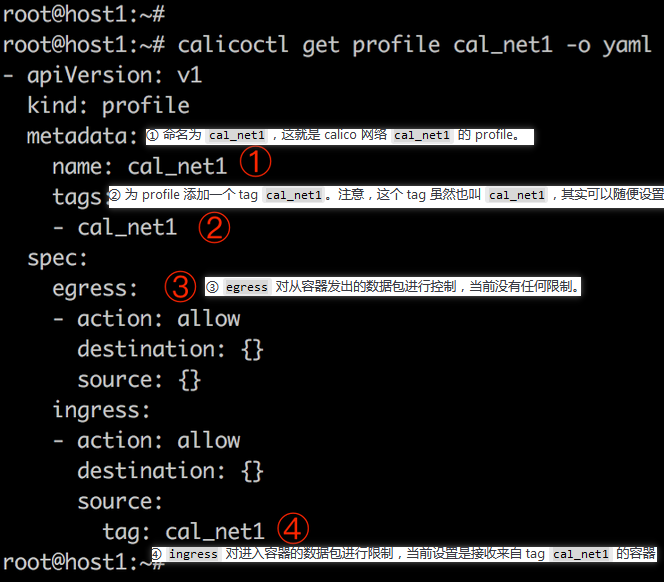 root@host1:~#
root@host1:~# calicoctl get profile cal_net1 -o yaml
- apiVersion: v1
kind: profile
metadata: ① 命名为 cal_net1，这就是 calico 网络 cal_net1 的 profile。
name: cal_net1 ①
tags ② 为 profile 添加一个 tag cal_net1。注意，这个 tag 虽然也叫 cal_net1，其实可以随便设置
- cal_net1 ②
spec:
egress: ③ ③ egress 对从容器发出的数据包进行控制，当前没有任何限制。
- action: allow
destination: {}
source: {}
ingress:
- action: allow
destination: {}
source:
tag: cal_net1 ④
④ ingress 对进入容器的数据包进行限制，当前设置是接收来自 tag cal_net1 的容器
root@host1:~#